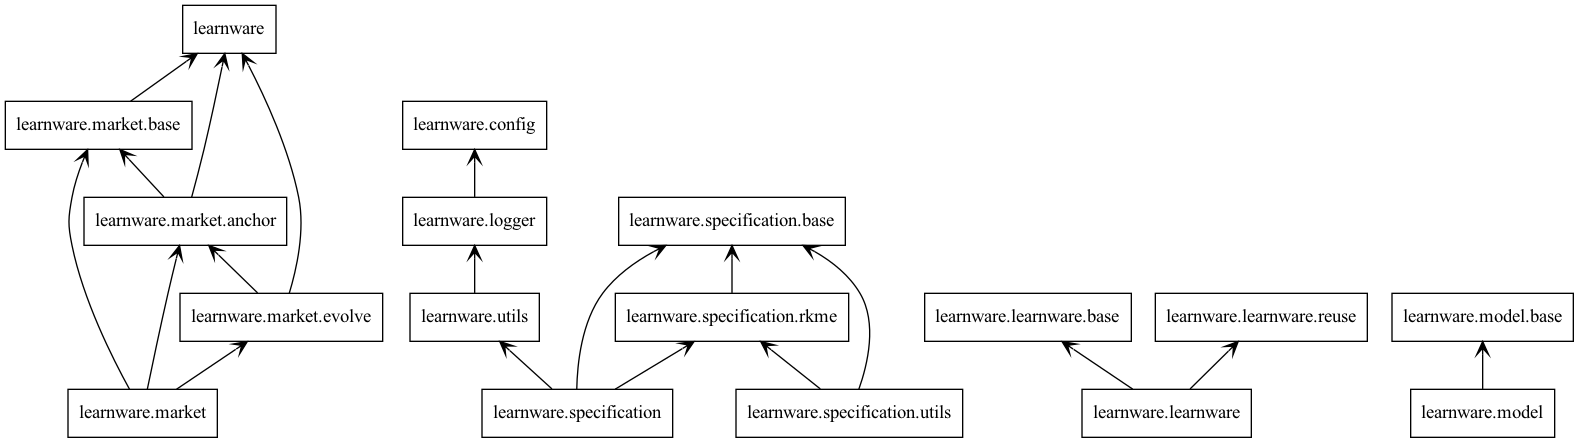 learnware
learnware.market.base
learnware.config
learnware.market.anchor
learnware.logger
learnware.specification.base
learnware.market.evolve
learnware.utils
learnware.specification.rkme
learnware.learnware.base
learnware.learnware.reuse
learnware.model.base
learnware.market
learnware.specification
learnware.specification.utils
learnware.learnware
learnware.model